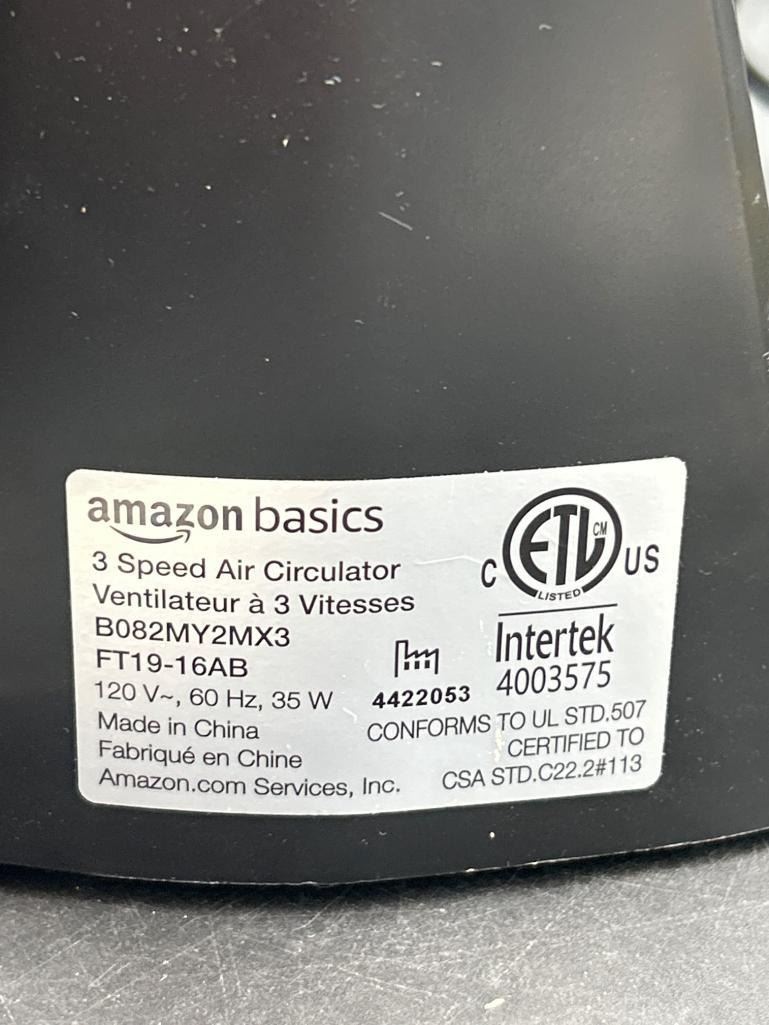 amazon basics
3 Speed Air Circulator
Ventilateur à 3 Vitesses
B082MY2MX3
FT19-16AB
120 V~, 60 Hz, 35 W
Made in China
Fabriqué en Chine
Amazon.com Services, Inc.
4422053
C ETL CM US
LISTED
Intertek
4003575
CONFORMS TO UL STD.507
CERTIFIED TO
CSA STD.C22.2#113